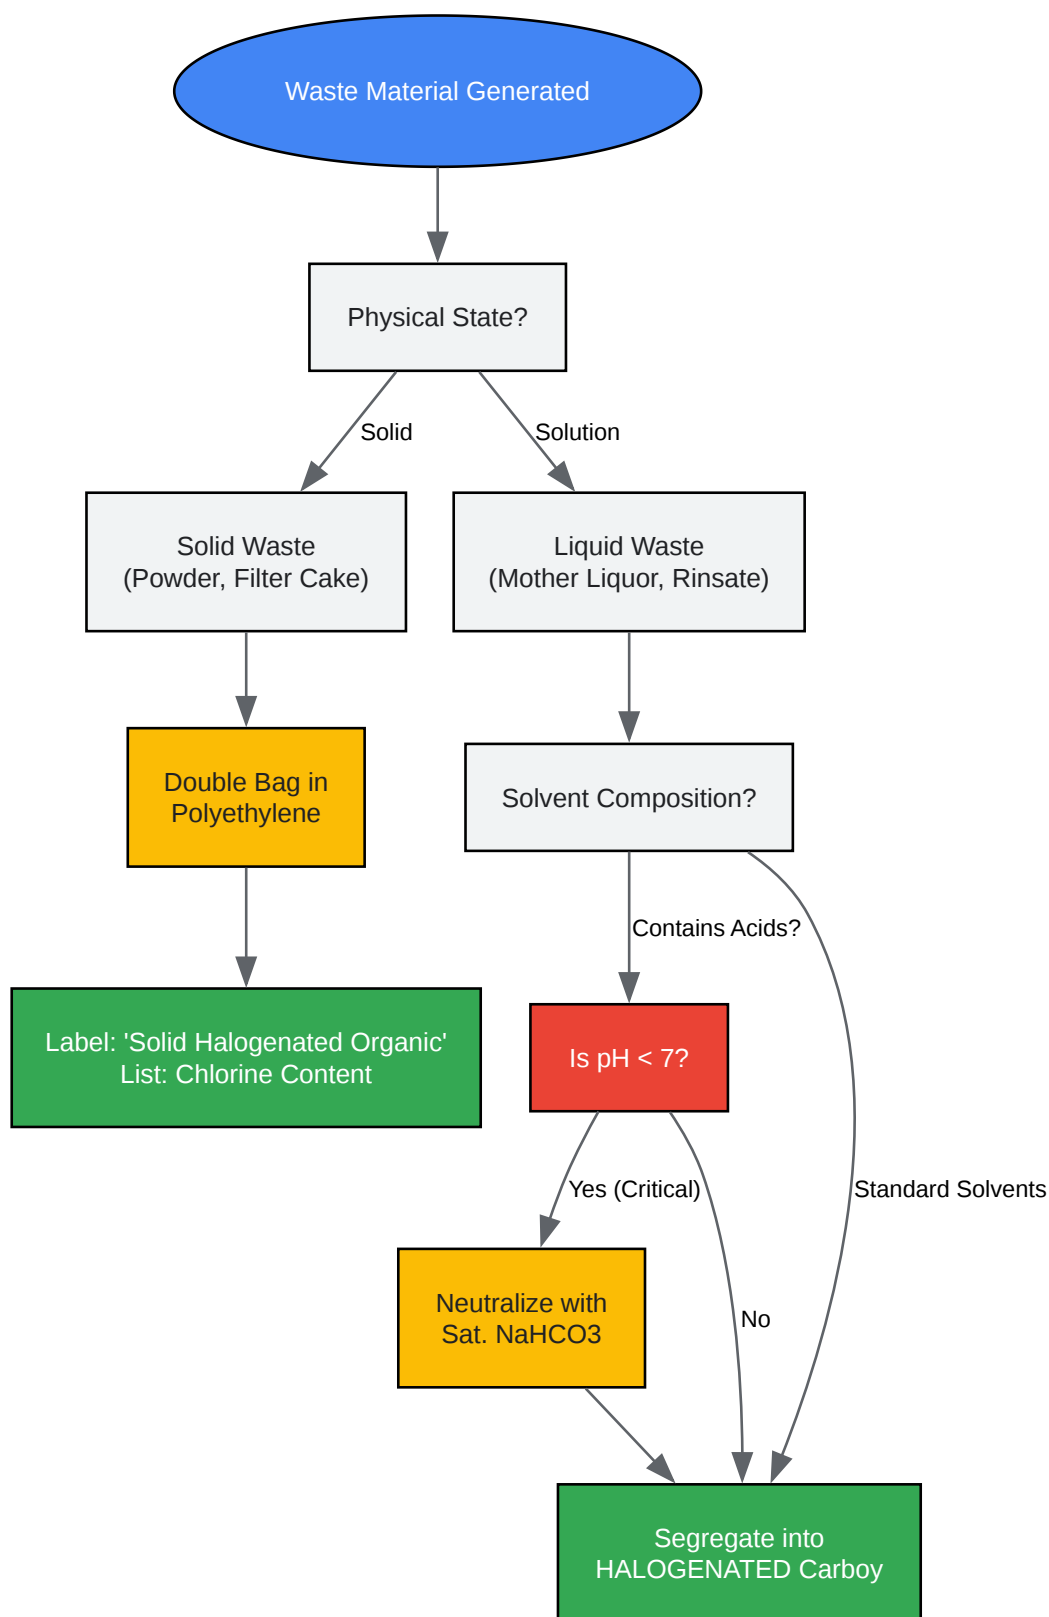 Waste Material Generated
Physical State?
Solid
Solution
Solid Waste
(Powder, Filter Cake)
Liquid Waste
(Mother Liquor, Rinsate)
Double Bag in
Polyethylene
Solvent Composition?
Contains Acids?
Label: 'Solid Halogenated Organic'
List: Chlorine Content
Is pH < 7?
Yes (Critical)
Standard Solvents
Neutralize with
Sat. NaHCO3
No
Segregate into
HALOGENATED Carboy